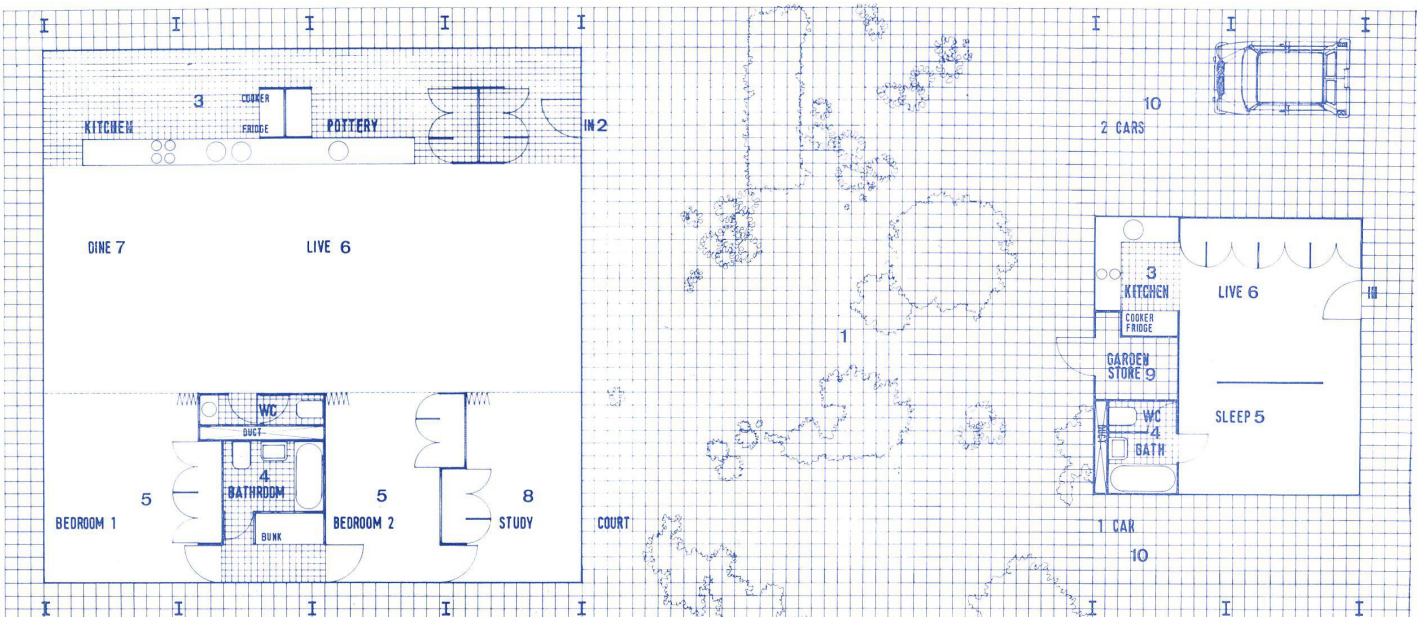 3
COOKER
FRIDGE
KITCHEN
POTTERY
IN 2
DINE 7
LIVE 6
WC
DUCT
4
BATHROOM
5
BEDROOM 1
BUNK
5
BEDROOM 2
8
STUDY
COURT
1
10
2 CARS
3
KITCHEN
LIVE 6
IN
COOKER
FRIDGE
GARDEN
STORE 9
SLEEP 5
WC
4
BATH
1 CAR
10